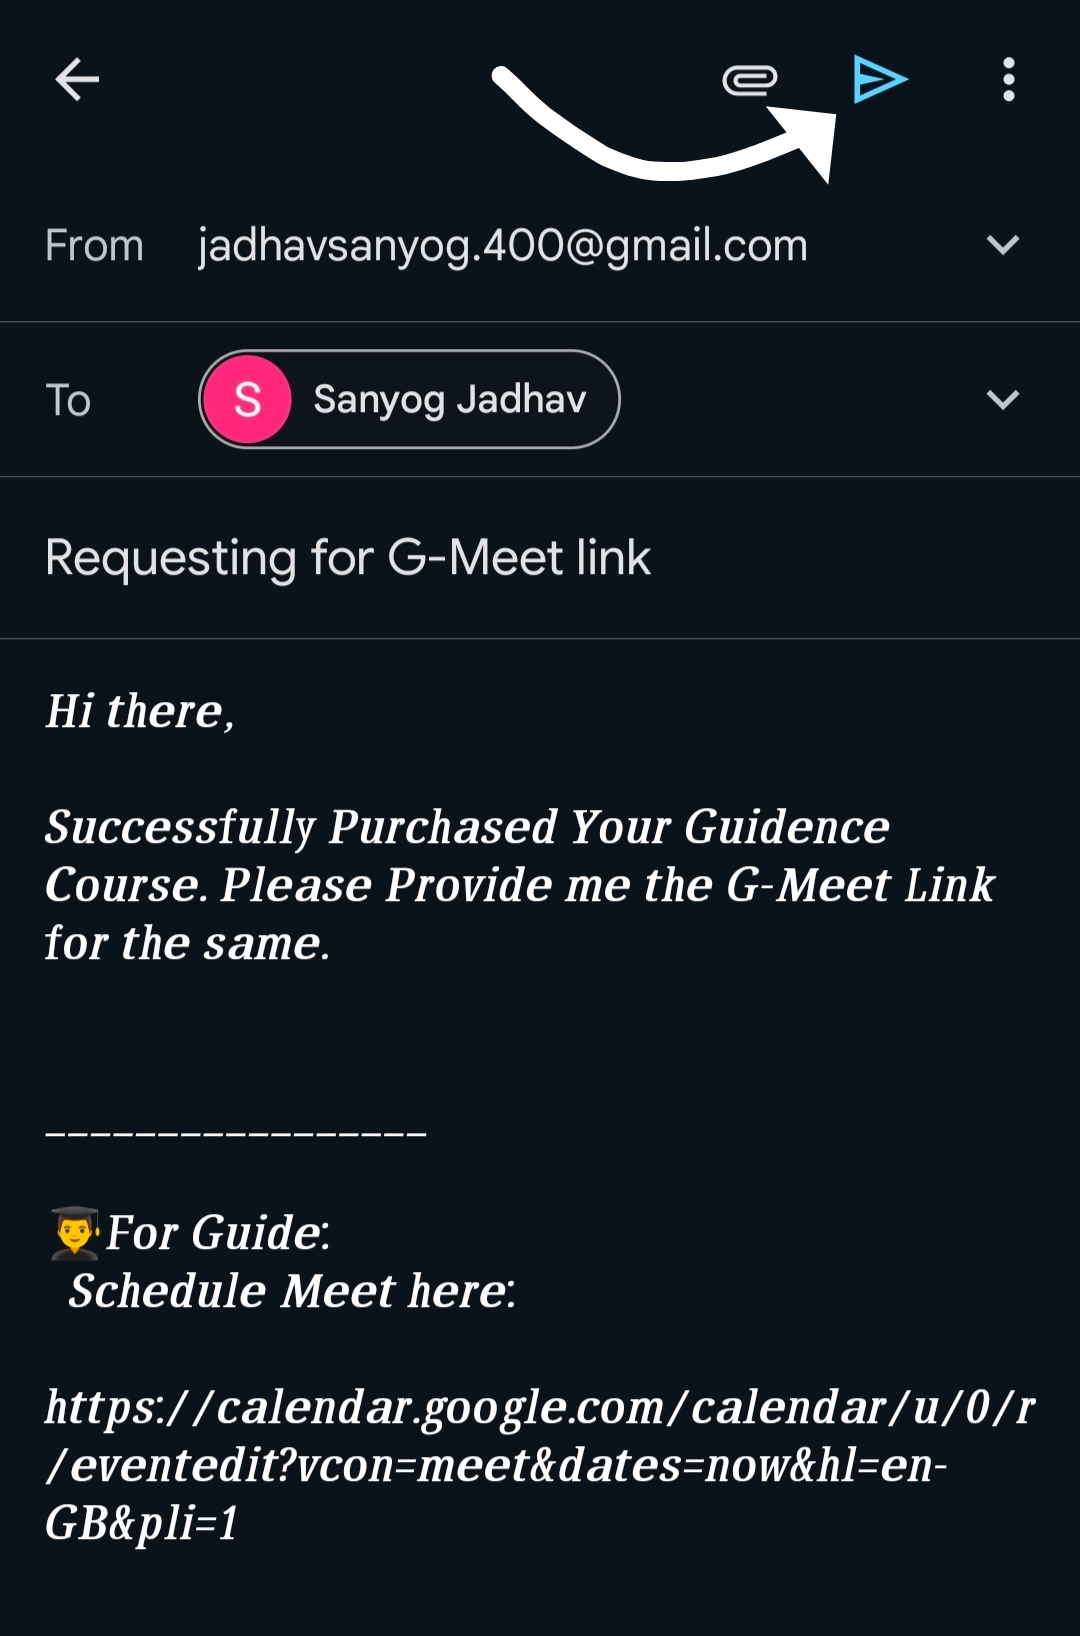 From jadhavsanyog.400@gmail.com
To S Sanyog Jadhav
Requesting for G-Meet link
Hi there,
Successfully Purchased Your Guidence
Course. Please Provide me the G-Meet Link
for the same.
_________________
👨‍🎓For Guide:
Schedule Meet here:
https://calendar.google.com/calendar/u/0/r
/eventedit?vcon=meet&dates=now&hl=en-
GB&pli=1